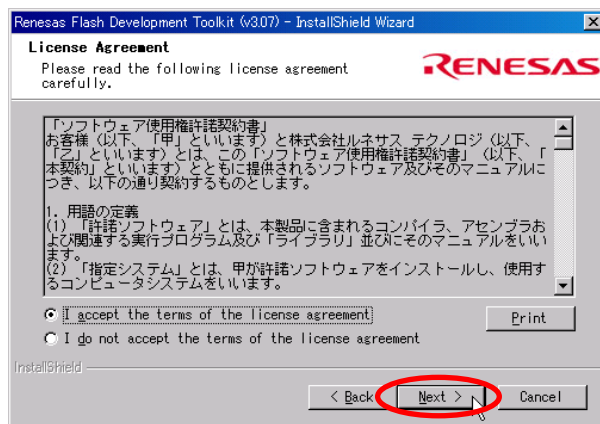 Renesas Flash Development Toolkit (v3.07) - InstallShield Wizard
License Agreement
Please read the following license agreement
carefully.
RENESAS
「ソフトウェア使用権許諾契約書」
お客様（以下、「甲」といいます）と株式会社ルネサス テクノロジ（以下、
「乙」といいます）とは、この「ソフトウェア使用権許諾契約書」（以下、「
本契約」といいます）とともに提供されるソフトウェア及びそのマニュアルに
つき、以下の通り契約するものとします。
1. 用語の定義
(1) 「許諾ソフトウェア」とは、本製品に含まれるコンパイラ、アセンブラお
よび関連する実行プログラム及び「ライブラリ」並びにそのマニュアルをいい
ます。
(2) 「指定システム」とは、甲が許諾ソフトウェアをインストールし、使用す
るコンピュータシステムをいいます。
I accept the terms of the license agreement
Print
I do not accept the terms of the license agreement
InstallShield
< Back
Next >
Cancel